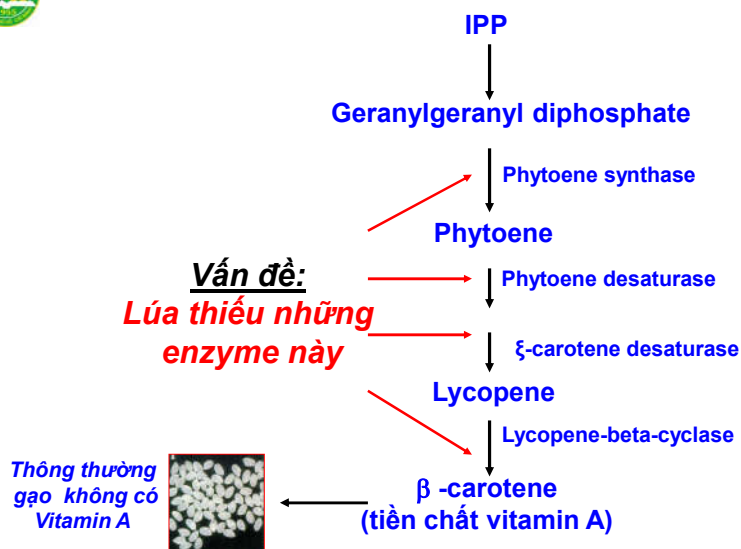 1995
IPP
Geranylgeranyl diphosphate
Phytoene synthase
Phytoene
Vấn đề:
Lúa thiếu những
enzyme này
Phytoene desaturase
ξ-carotene desaturase
Lycopene
Lycopene-beta-cyclase
Thông thường
gạo không có
Vitamin A
β -carotene
(tiền chất vitamin A)